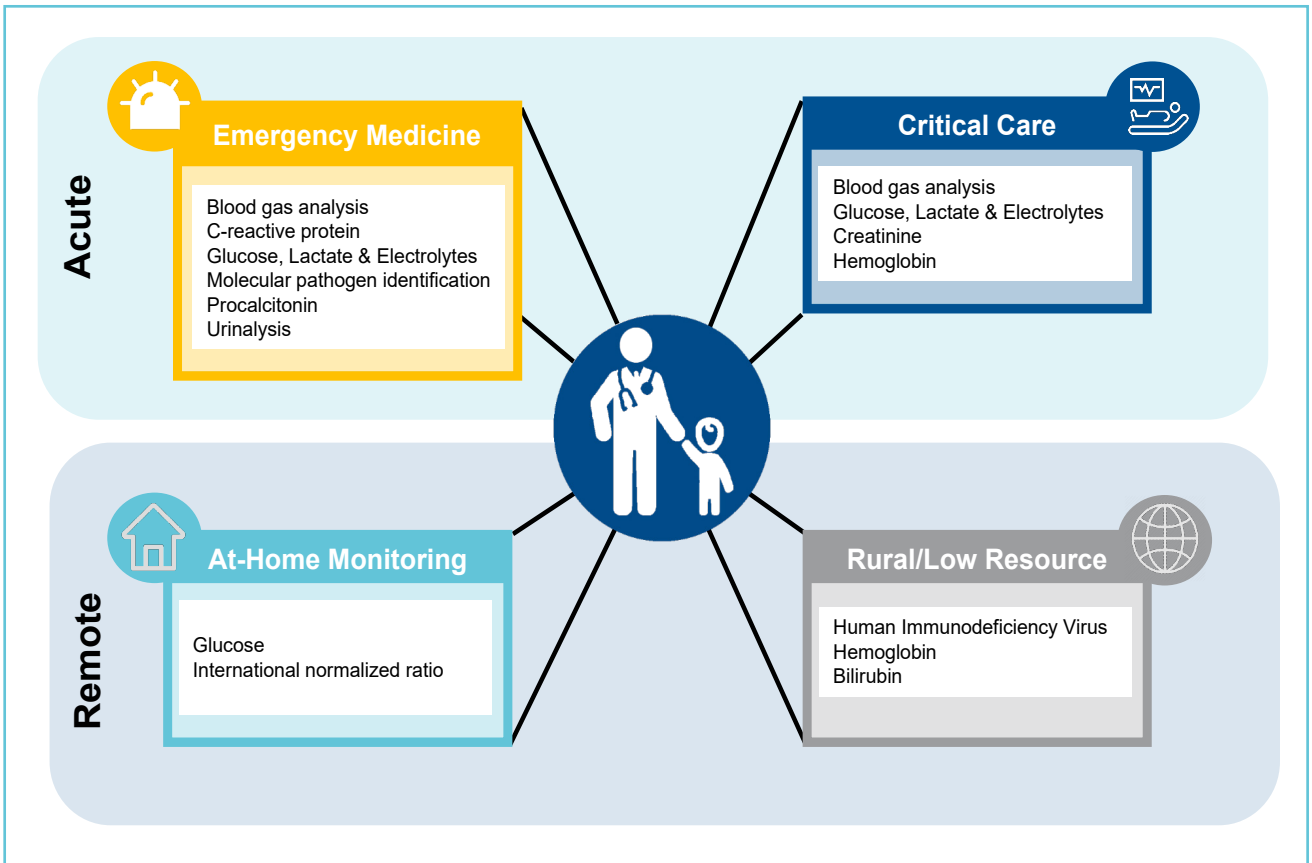 Acute
Emergency Medicine
Blood gas analysis
C-reactive protein
Glucose, Lactate & Electrolytes
Molecular pathogen identification
Procalcitonin
Urinalysis
Critical Care
Blood gas analysis
Glucose, Lactate & Electrolytes
Creatinine
Hemoglobin
Remote
At-Home Monitoring
Glucose
International normalized ratio
Rural/Low Resource
Human Immunodeficiency Virus
Hemoglobin
Bilirubin